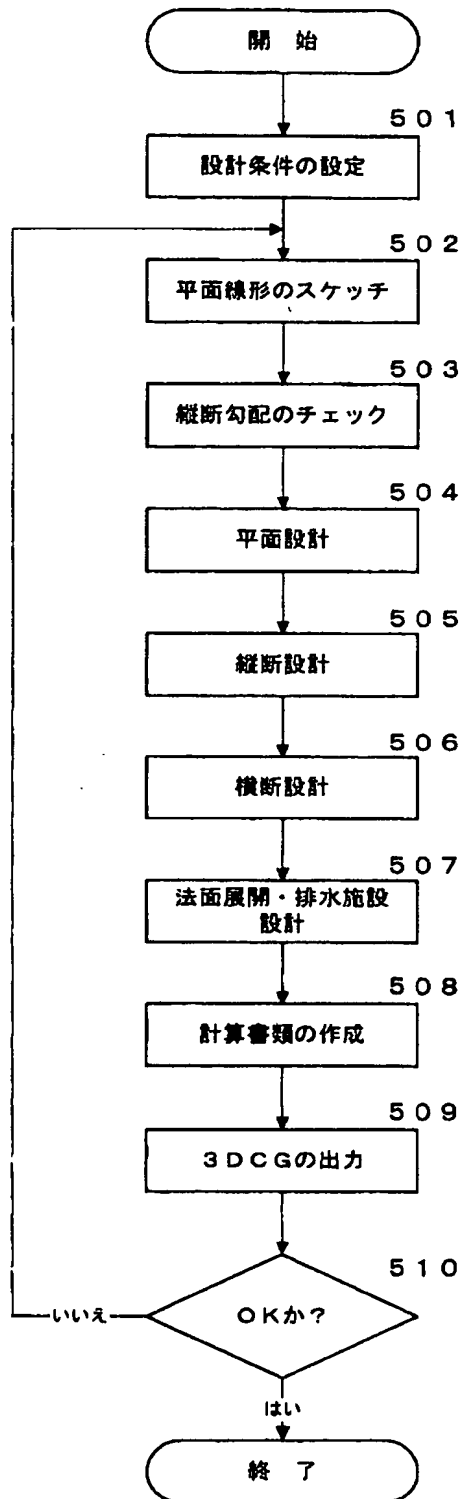 開 始
501
設計条件の設定
502
平面線形のスケッチ
503
縦断勾配のチェック
504
平面設計
505
縦断設計
506
横断設計
507
法面展開・排水施設
設計
508
計算書類の作成
509
3DCGの出力
510
OKか?
いいえ
はい
終 了